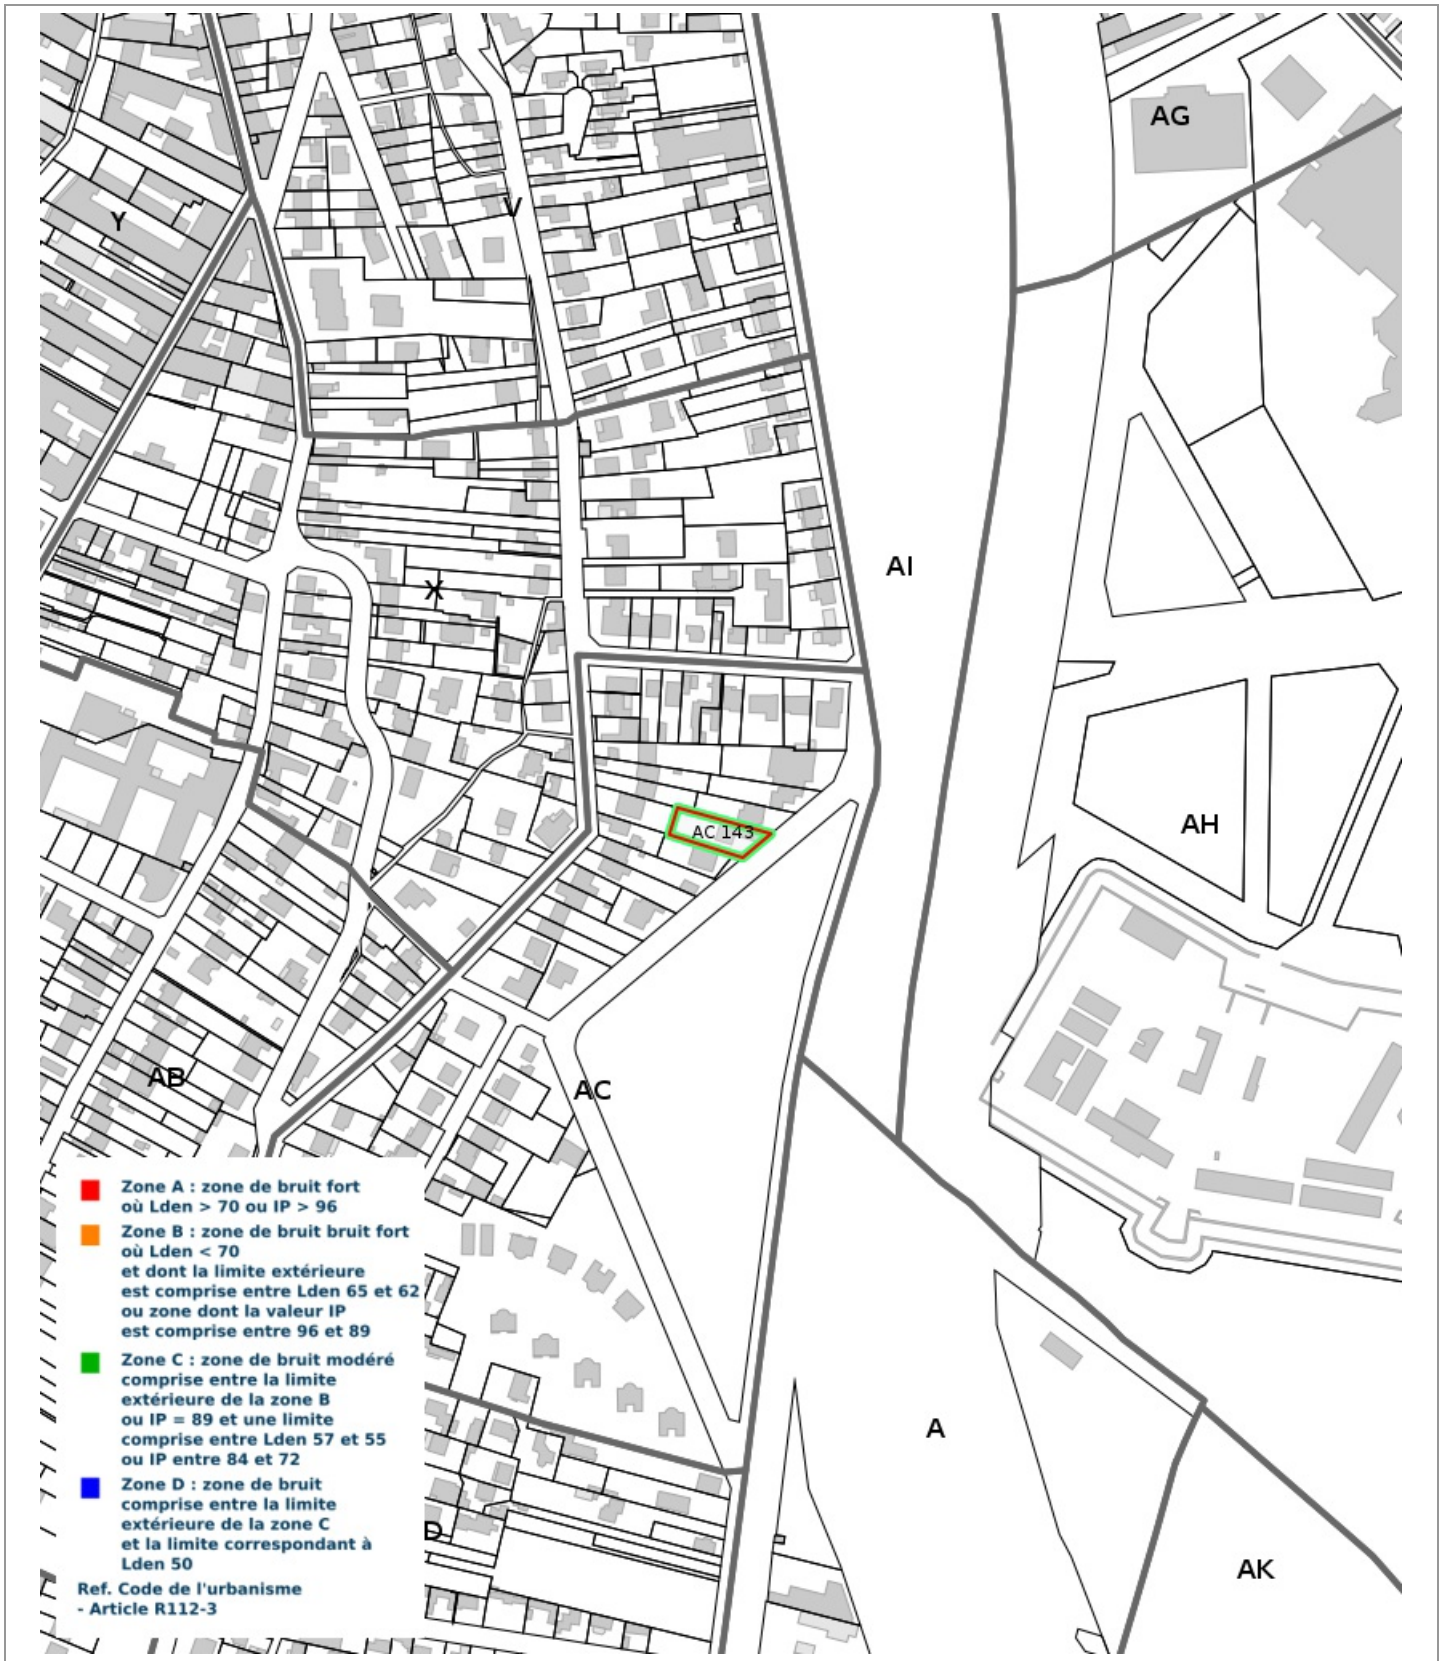 AG
Y
V
AI
X
AC 143
AH
AB
AC
Zone A : zone de bruit fort
où Lden > 70 ou IP > 96
Zone B : zone de bruit bruit fort
où Lden < 70
et dont la limite extérieure
est comprise entre Lden 65 et 62
ou zone dont la valeur IP
est comprise entre 96 et 89
Zone C : zone de bruit modéré
comprise entre la limite
extérieure de la zone B
ou IP = 89 et une limite
comprise entre Lden 57 et 55
ou IP entre 84 et 72
Zone D : zone de bruit
comprise entre la limite
extérieure de la zone C
et la limite correspondant à
Lden 50
Ref. Code de l'urbanisme
- Article R112-3
A
D
AK